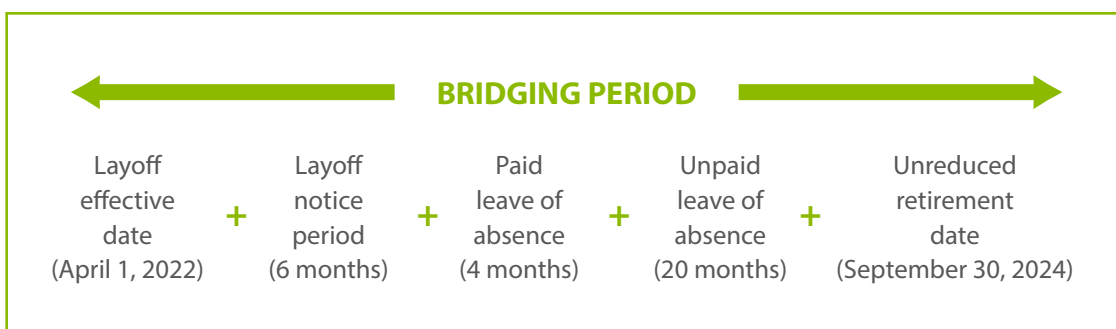 BRIDGING PERIOD
Layoff
effective
date
(April 1, 2022)
+
Layoff
notice
period
(6 months)
+
Paid
leave of
absence
(4 months)
+
Unpaid
leave of
absence
(20 months)
+
Unreduced
retirement
date
(September 30, 2024)